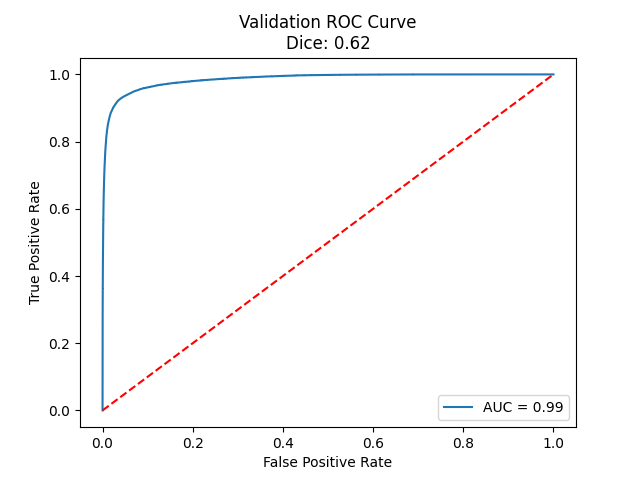 Validation ROC Curve
Dice: 0.62
True Positive Rate
1.0
0.8
0.6
0.4
0.2
0.0
AUC = 0.99
0.0 0.2 0.4 0.6 0.8 1.0
False Positive Rate